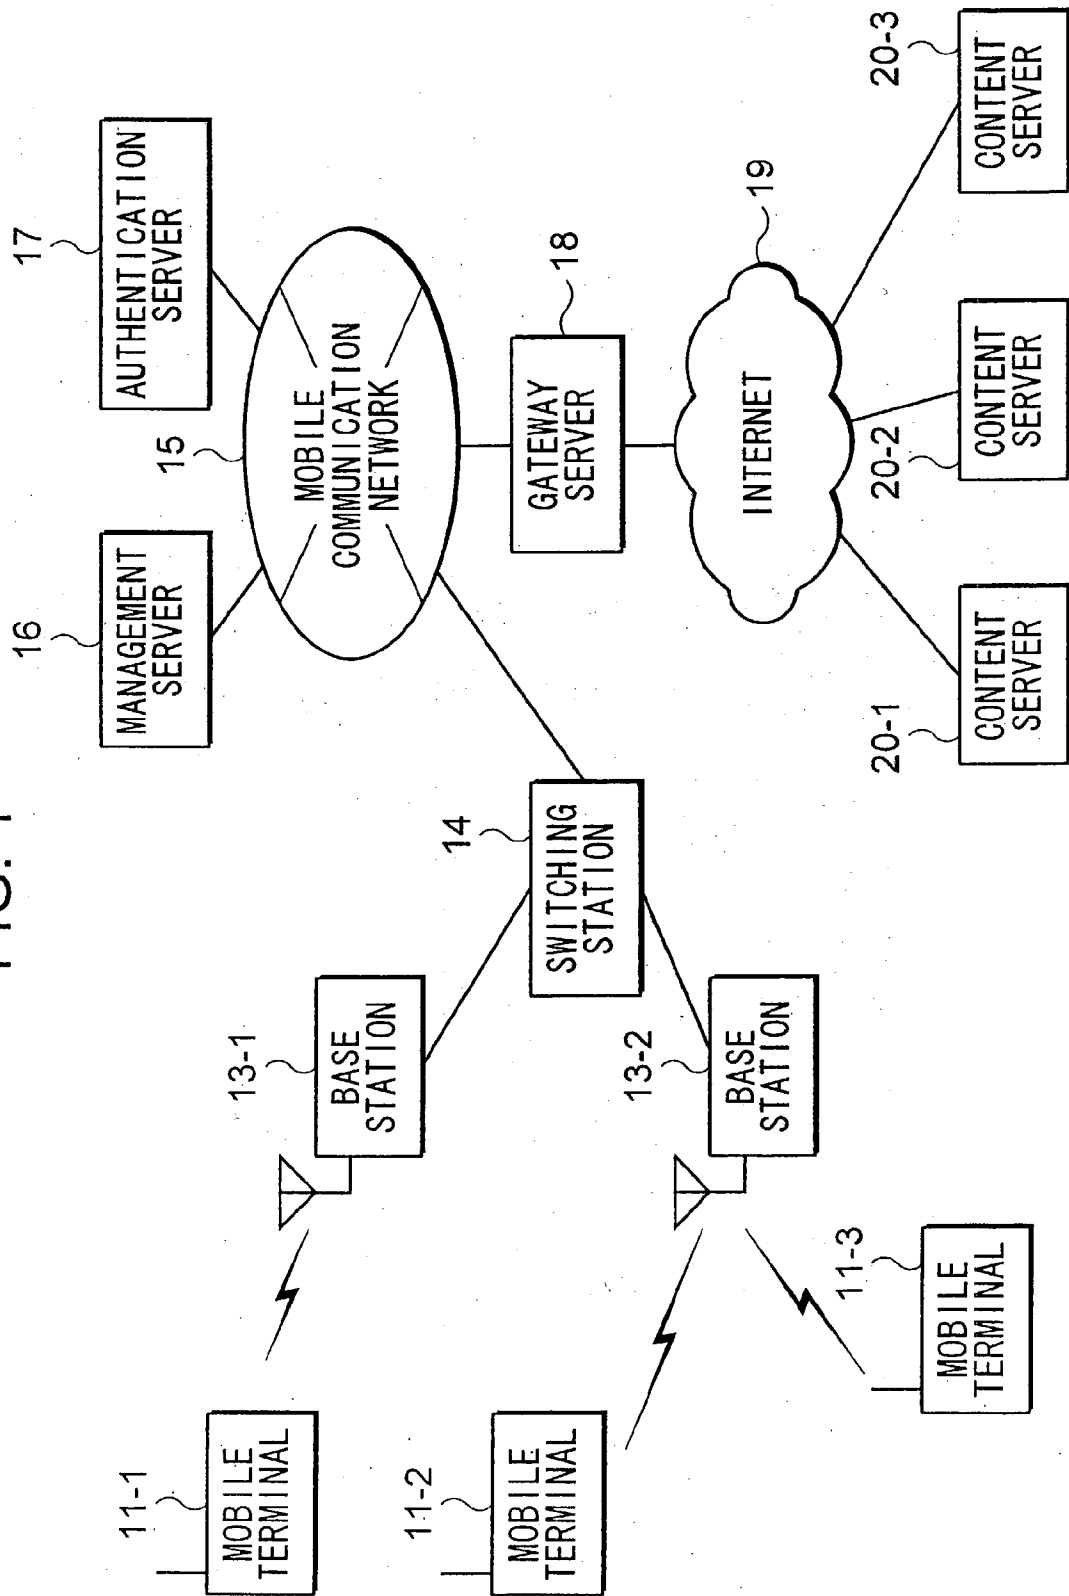 FIG. 1
16
MANAGEMENT
SERVER
17
AUTHENTICATION
SERVER
15
MOBILE
COMMUNICATION
NETWORK
13-1
BASE
STATION
14
SWITCHING
STATION
18
GATEWAY
SERVER
11-1
MOBILE
TERMINAL
11-2
MOBILE
TERMINAL
13-2
BASE
STATION
19
INTERNET
11-3
MOBILE
TERMINAL
20-1
CONTENT
SERVER
20-2
CONTENT
SERVER
20-3
CONTENT
SERVER